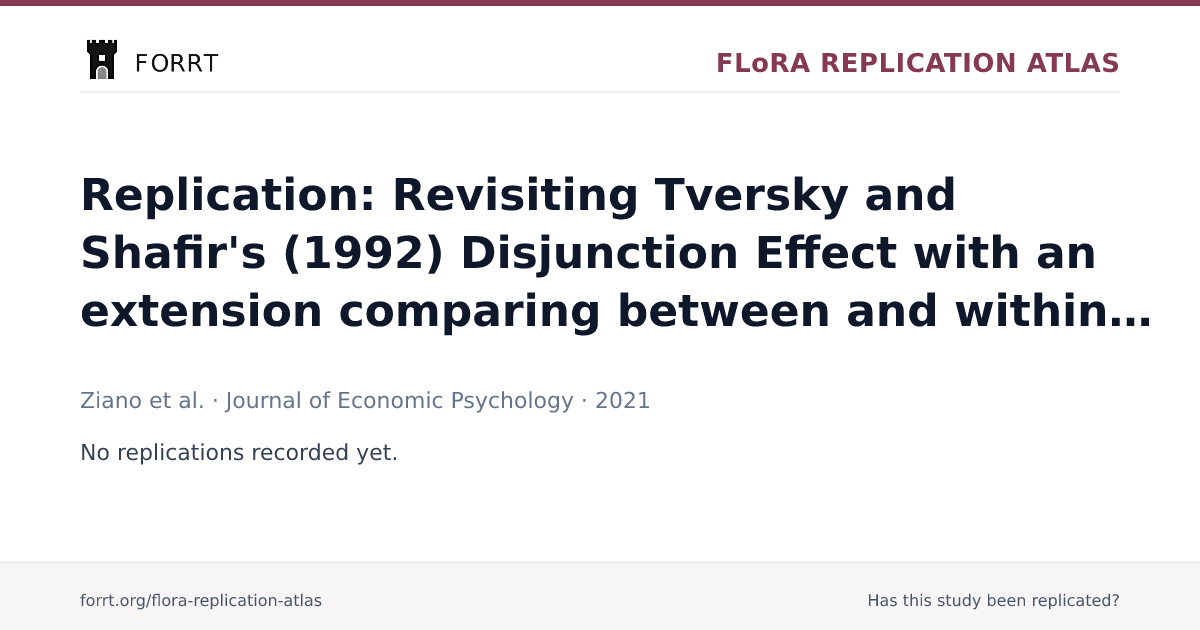 FORRT
FLoRA REPLICATION ATLAS
Replication: Revisiting Tversky and
Shafir's (1992) Disjunction Effect with an
extension comparing between and within…
Ziano et al. · Journal of Economic Psychology · 2021
No replications recorded yet.
forrt.org/flora-replication-atlas
Has this study been replicated?